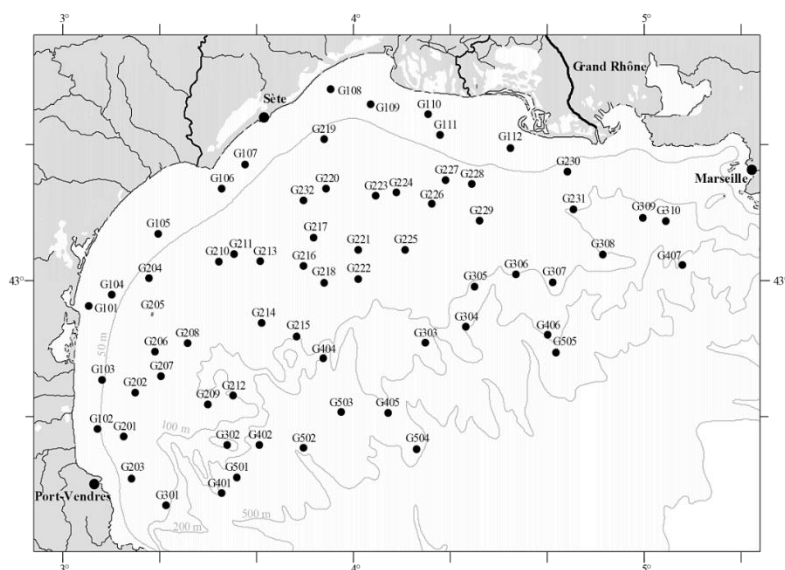 3°
4°
5°
Grand Rhône
Sète
G108
G109
G110
G111
G112
G219
G107
G106
G230
Marseille
G227
G228
G220
G223
G224
G232
G226
G231
G309
G310
G229
G105
G217
G211
G210
G213
G221
G225
G216
G308
G407
G204
G218
G222
G306
G307
G305
43°
43°
G104
G101
G205
G214
G304
G215
G406
G303
G505
G208
G206
G404
50 m
G103
G207
G202
G212
G209
G503
G405
G102
G201
100 m
G302
G402
G502
G504
G203
G501
G401
Port-Vendres
G301
200 m
500 m
3°
4°
5°